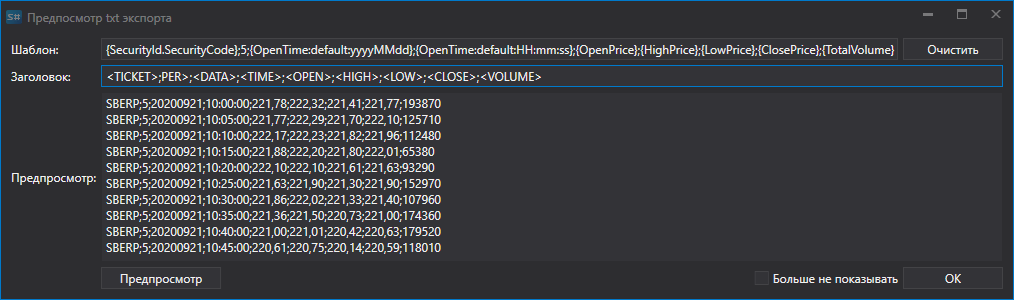 S# Предпросмотр txt экспорта
Шаблон: {SecurityId.SecurityCode};5;{OpenTime:default:yyyyMMdd};{OpenTime:default:HH:mm:ss};{OpenPrice};{HighPrice};{LowPrice};{ClosePrice};{TotalVolume} Очистить
Заголовок: <TICKET>;PER>;<DATA>;<TIME>;<OPEN>;<HIGH>;<LOW>;<CLOSE>;<VOLUME>
SBERP;5;20200921;10:00:00;221,78;222,32;221,41;221,77;193870
SBERP;5;20200921;10:05:00;221,77;222,29;221,70;222,10;125710
SBERP;5;20200921;10:10:00;222,17;222,23;221,82;221,96;112480
SBERP;5;20200921;10:15:00;221,88;222,20;221,80;222,01;65380
SBERP;5;20200921;10:20:00;222,10;222,10;221,61;221,63;93290
Предпросмотр: SBERP;5;20200921;10:25:00;221,63;221,90;221,30;221,90;152970
SBERP;5;20200921;10:30:00;221,86;222,02;221,33;221,40;107960
SBERP;5;20200921;10:35:00;221,36;221,50;220,73;221,00;174360
SBERP;5;20200921;10:40:00;221,00;221,01;220,42;220,63;179520
SBERP;5;20200921;10:45:00;220,61;220,75;220,14;220,59;118010
Предпросмотр Больше не показывать OK